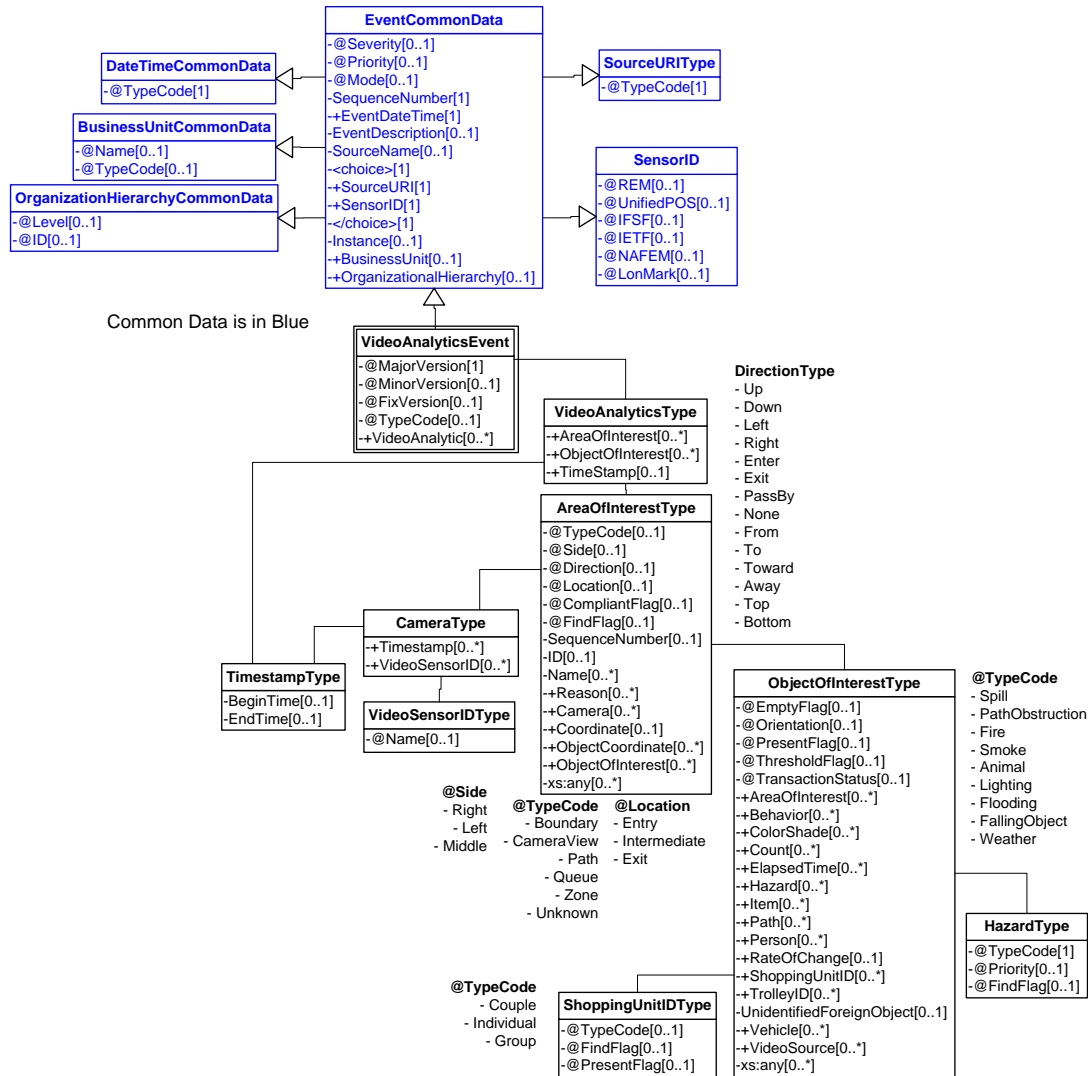 EventCommonData
-@Severity[0..1]
-@Priority[0..1]
-@Mode[0..1]
-SequenceNumber[1]
-+EventDateTime[1]
-EventDescription[0..1]
-SourceName[0..1]
-<choice>[1]
-+SourceURI[1]
-+SensorID[1]
-</choice>[1]
-Instance[0..1]
-+BusinessUnit[0..1]
-+OrganizationalHierarchy[0..1]
DateTimeCommonData
-@TypeCode[1]
BusinessUnitCommonData
-@Name[0..1]
-@TypeCode[0..1]
OrganizationHierarchyCommonData
-@Level[0..1]
-@ID[0..1]
SourceURIType
-@TypeCode[1]
SensorID
-@REM[0..1]
-@UnifiedPOS[0..1]
-@IFSF[0..1]
-@IETF[0..1]
-@NAFEM[0..1]
-@LonMark[0..1]
Common Data is in Blue
VideoAnalyticsEvent
-@MajorVersion[1]
-@MinorVersion[0..1]
-@FixVersion[0..1]
-@TypeCode[0..1]
-+VideoAnalytic[0..*]
VideoAnalyticsType
-+AreaOfInterest[0..*]
-+ObjectOfInterest[0..*]
-+TimeStamp[0..1]
DirectionType
- Up
- Down
- Left
- Right
- Enter
- Exit
- PassBy
- None
- From
- To
- Toward
- Away
- Top
- Bottom
AreaOfInterestType
-@TypeCode[0..1]
-@Side[0..1]
-@Direction[0..1]
-@Location[0..1]
-@CompliantFlag[0..1]
-@FindFlag[0..1]
-SequenceNumber[0..1]
-ID[0..1]
-Name[0..*]
-+Reason[0..*]
-+Camera[0..*]
-+Coordinate[0..1]
-+ObjectCoordinate[0..*]
-+ObjectOfInterest[0..*]
-xs:any[0..*]
CameraType
-+Timestamp[0..*]
-+VideoSensorID[0..*]
TimestampType
-BeginTime[0..1]
-EndTime[0..1]
VideoSensorIDType
-@Name[0..1]
@Side
- Right
- Left
- Middle
@TypeCode
- Boundary
- CameraView
- Path
- Queue
- Zone
- Unknown
@Location
- Entry
- Intermediate
- Exit
ObjectOfInterestType
-@EmptyFlag[0..1]
-@Orientation[0..1]
-@PresentFlag[0..1]
-@ThresholdFlag[0..1]
-@TransactionStatus[0..1]
-+AreaOfInterest[0..*]
-+Behavior[0..*]
-+ColorShade[0..*]
-+Count[0..*]
-+ElapsedTime[0..*]
-+Hazard[0..*]
-+Item[0..*]
-+Path[0..*]
-+Person[0..*]
-+RateOfChange[0..1]
-+ShoppingUnitID[0..*]
-+TrolleyID[0..*]
-UnidentifiedForeignObject[0..1]
-+Vehicle[0..*]
-+VideoSource[0..*]
-xs:any[0..*]
@TypeCode
- Spill
- PathObstruction
- Fire
- Smoke
- Animal
- Lighting
- Flooding
- FallingObject
- Weather
HazardType
-@TypeCode[1]
-@Priority[0..1]
-@FindFlag[0..1]
@TypeCode
- Couple
- Individual
- Group
ShoppingUnitIDType
-@TypeCode[0..1]
-@FindFlag[0..1]
-@PresentFlag[0..1]